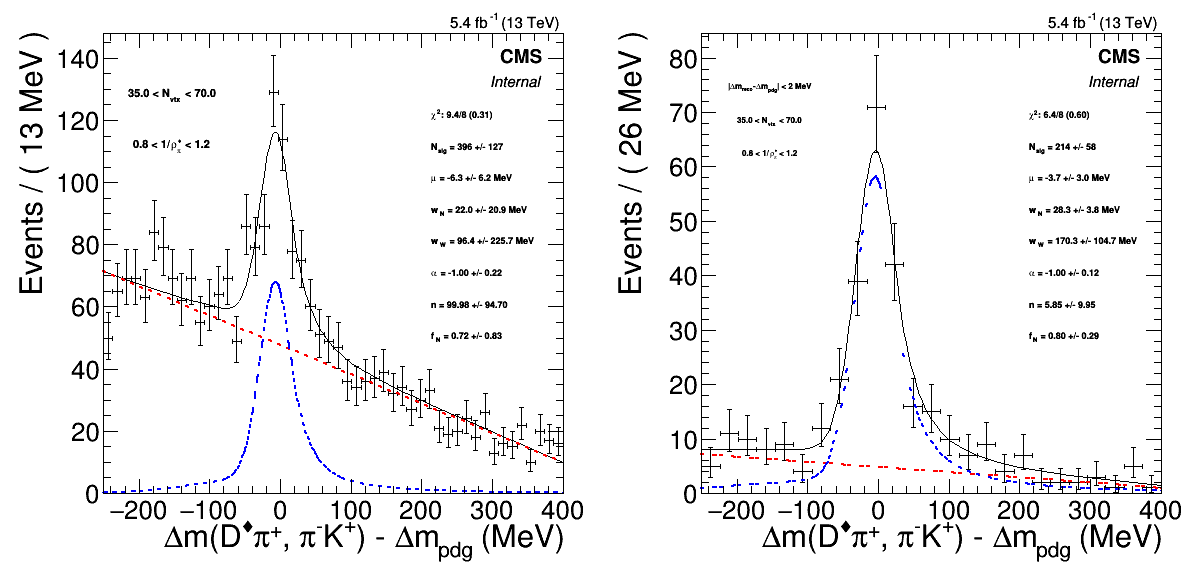 5.4 fb⁻¹ (13 TeV)
CMS
Internal
35.0 < N_vtx < 70.0
0.8 < 1/ρ_π^♦ < 1.2
χ²: 9.4/8 (0.31)
N_sig = 396 +/- 127
μ = -6.3 +/- 6.2 MeV
w_N = 22.0 +/- 20.9 MeV
w_W = 96.4 +/- 225.7 MeV
α = -1.00 +/- 0.22
n = 99.98 +/- 94.70
f_N = 0.72 +/- 0.83
Events / ( 13 MeV )
140
120
100
80
60
40
20
0
−200 −100 0 100 200 300 400
Δm(D♦π⁺, π⁻K⁺) - Δm_pdg (MeV)
5.4 fb⁻¹ (13 TeV)
CMS
Internal
|Δm_reco-Δm_pdg| < 2 MeV
35.0 < N_vtx < 70.0
0.8 < 1/ρ_π^♦ < 1.2
χ²: 6.4/8 (0.60)
N_sig = 214 +/- 58
μ = -3.7 +/- 3.0 MeV
w_N = 28.3 +/- 3.8 MeV
w_W = 170.3 +/- 104.7 MeV
α = -1.00 +/- 0.12
n = 5.85 +/- 9.95
f_N = 0.80 +/- 0.29
Events / ( 26 MeV )
80
70
60
50
40
30
20
10
0
−200 −100 0 100 200 300 400
Δm(D♦π⁺, π⁻K⁺) - Δm_pdg (MeV)